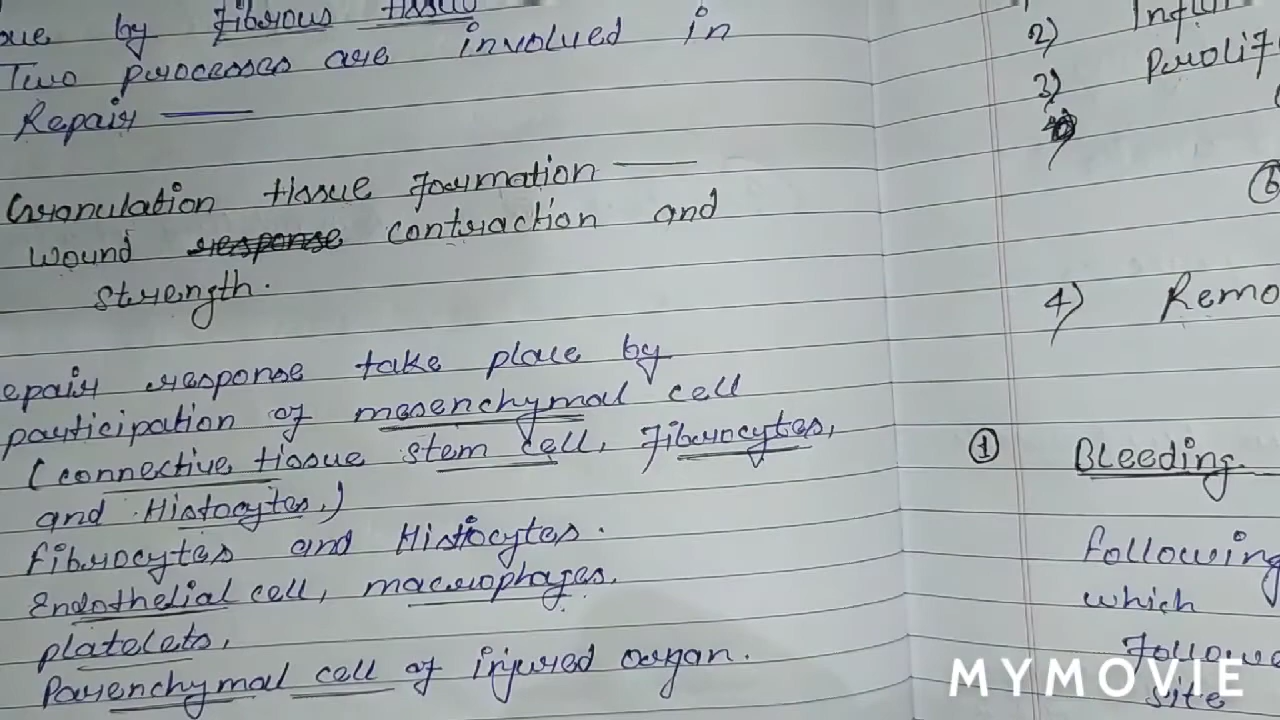 by Fibrous tissue
Two processes are involved in
Repair —
Granulation tissue formation —
wound response contraction and
strength.
epair response take place by
participation of mesenchymal cell
(connective tissue stem cell, Fibrocytes,
and Histocytes.)
fibrocytes and Histiocytes.
Endothelial cell, macrophages.
platelets,
Parenchymal cell of injured organ.
2)
3)
4) Remo
① Bleeding.
following
which
site
MYMOVIE